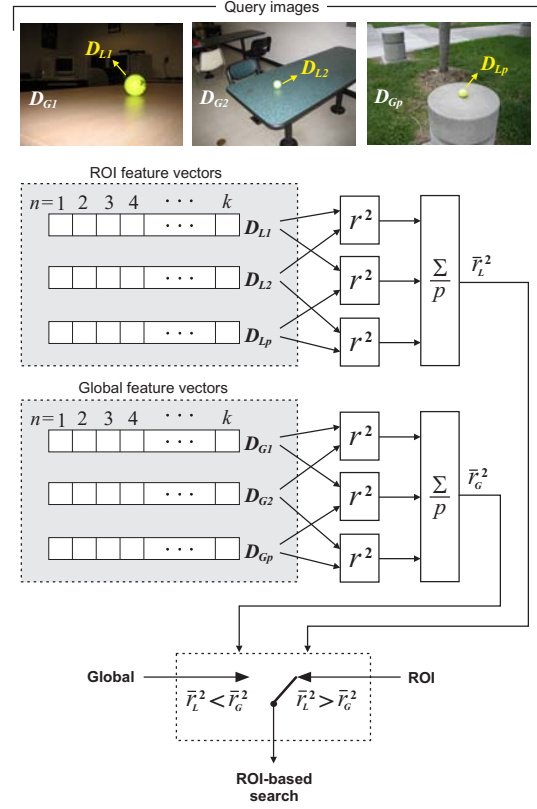 Query images
D_L1
D_G1
D_L2
D_G2
D_Lp
D_Gp
ROI feature vectors
n= 1 2 3 4 ··· k
··· D_L1
··· D_L2
··· D_Lp
r²
r²
r²
Σ
p
r̄_L²
Global feature vectors
n= 1 2 3 4 ··· k
··· D_G1
··· D_G2
··· D_Gp
r²
r²
r²
Σ
p
r̄_G²
Global
ROI
r̄_L² < r̄_G²
r̄_L² > r̄_G²
ROI-based
search